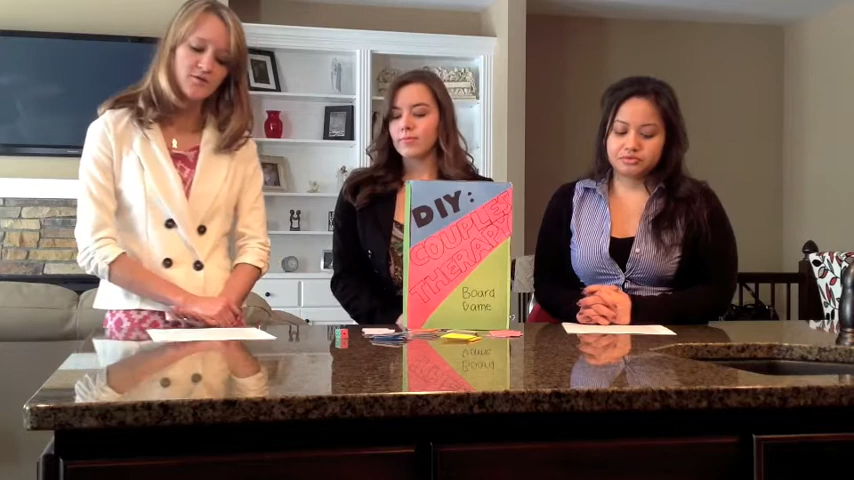 DIY:
COUPLES
THERAPY
Board
Game